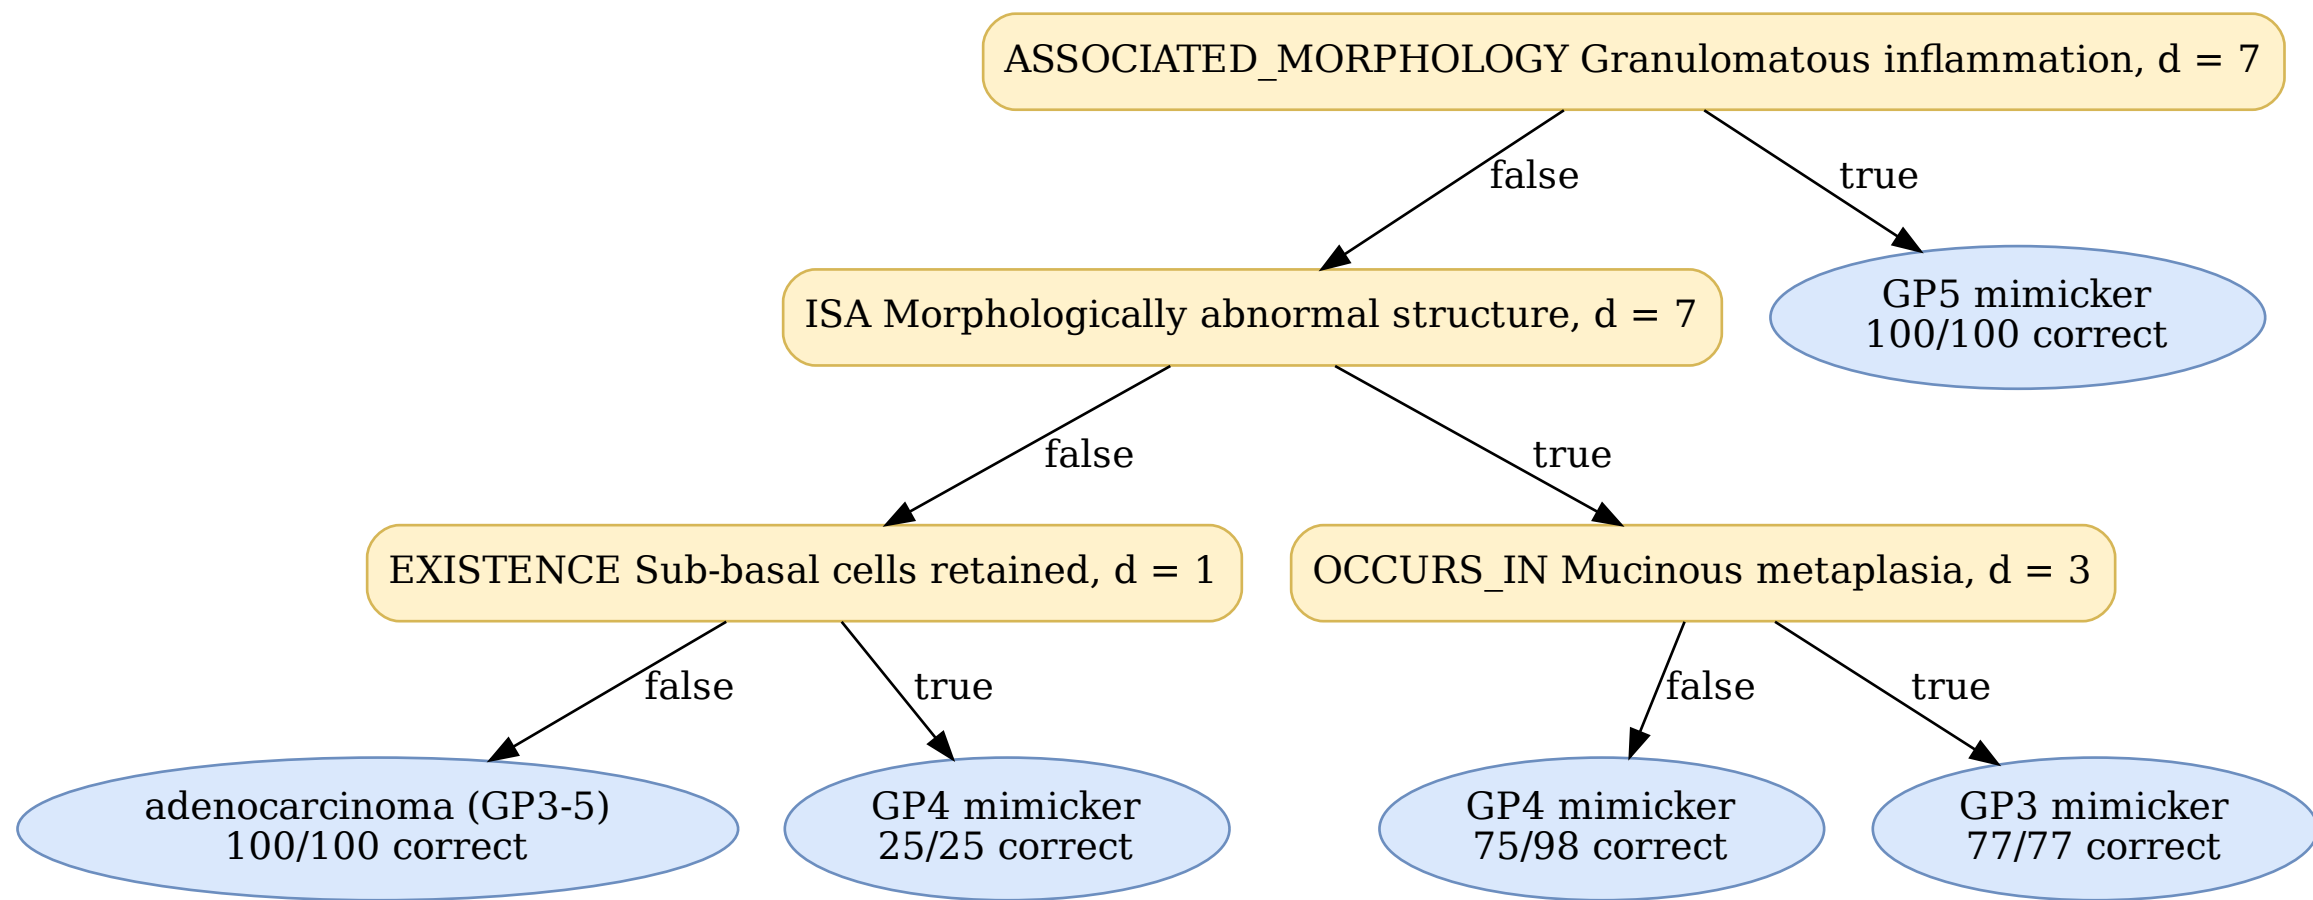 ASSOCIATED_MORPHOLOGY Granulomatous inflammation, d = 7
false
true
ISA Morphologically abnormal structure, d = 7
GP5 mimicker
100/100 correct
false
true
EXISTENCE Sub-basal cells retained, d = 1
OCCURS_IN Mucinous metaplasia, d = 3
false
true
false
true
adenocarcinoma (GP3-5)
100/100 correct
GP4 mimicker
25/25 correct
GP4 mimicker
75/98 correct
GP3 mimicker
77/77 correct